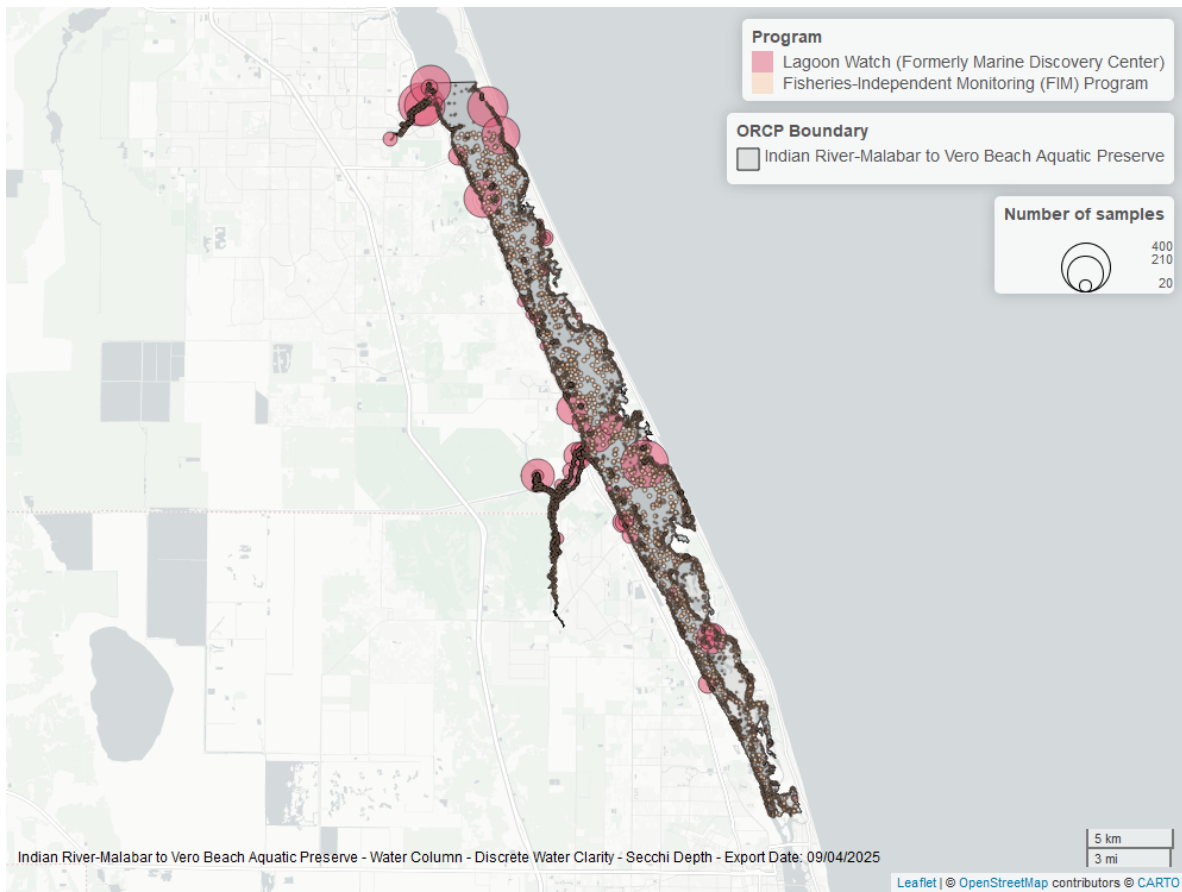 Program
Lagoon Watch (Formerly Marine Discovery Center)
Fisheries-Independent Monitoring (FIM) Program
ORCP Boundary
Indian River-Malabar to Vero Beach Aquatic Preserve
Number of samples
400
210
20
5 km
3 mi
Indian River-Malabar to Vero Beach Aquatic Preserve - Water Column - Discrete Water Clarity - Secchi Depth - Export Date: 09/04/2025
Leaflet | © OpenStreetMap contributors © CARTO